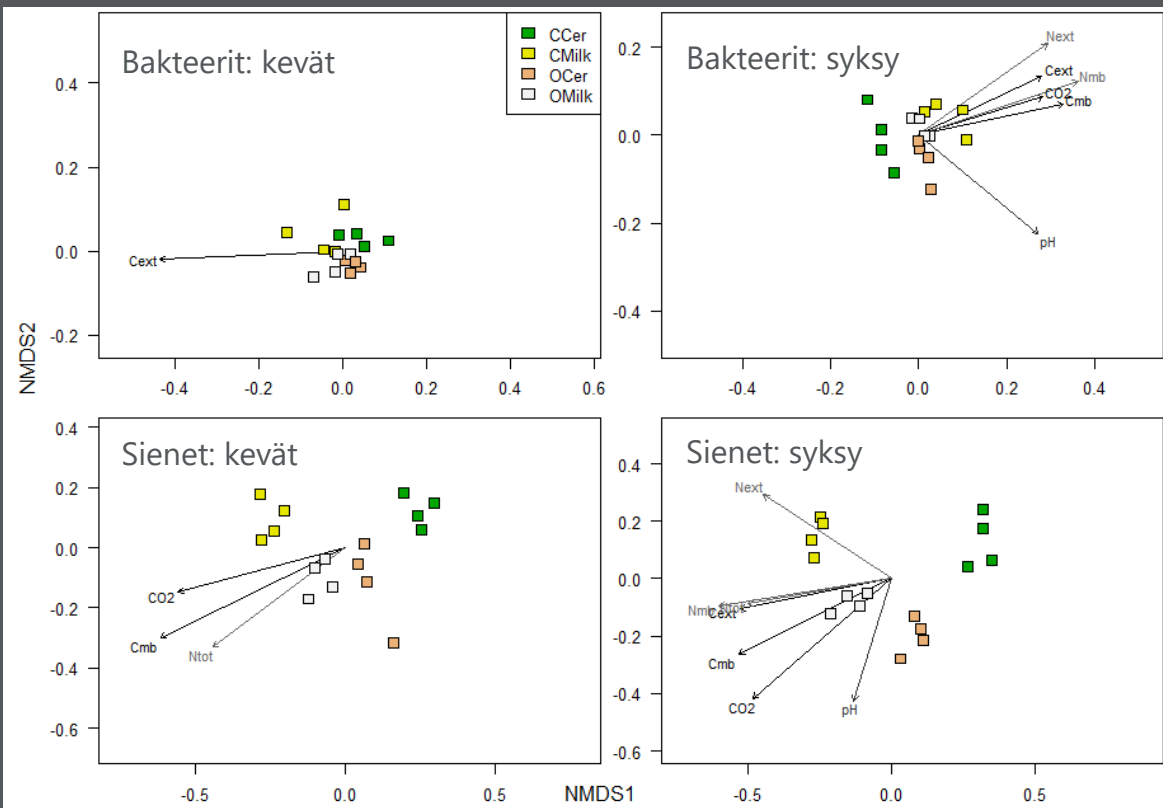 Bakteerit: kevät
CCer
CMilk
OCer
OMilk
0.4
0.2
0.0
-0.2
Cext
-0.4
-0.2
0.0
0.2
0.4
0.6
Bakteerit: syksy
0.2
0.0
-0.2
-0.4
Next
Cext
Nmb
CO2
Cmb
pH
-0.4
-0.2
0.0
0.2
0.4
NMDS2
Sienet: kevät
0.4
0.2
0.0
-0.2
-0.4
-0.6
CO2
Cmb
Ntot
-0.5
0.0
0.5
Sienet: syksy
0.4
0.2
0.0
-0.2
-0.4
-0.6
Next
Nmb
Ntot
Cext
Cmb
CO2
pH
-0.5
0.0
0.5
NMDS1